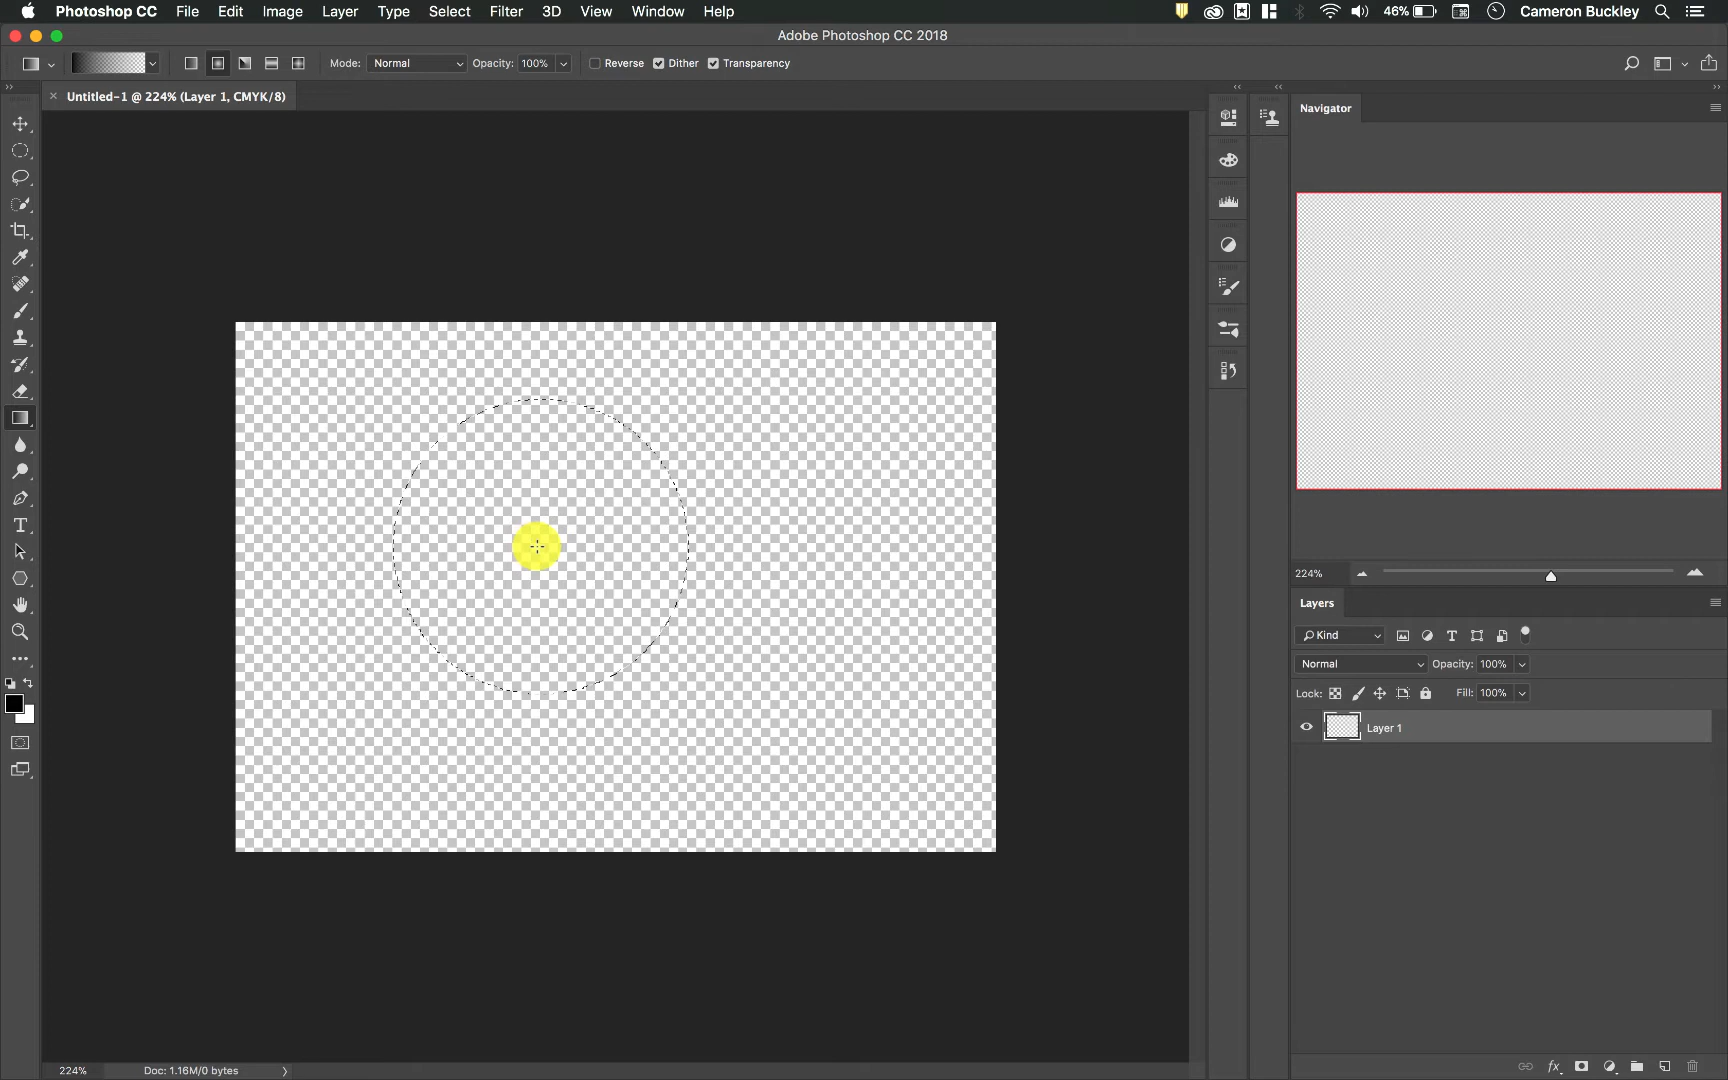 Photoshop CC File Edit Image Layer Type Select Filter 3D View Window Help 46% Cameron Buckley
Adobe Photoshop CC 2018
Mode: Normal Opacity: 100% Reverse Dither Transparency
Untitled-1 @ 224% (Layer 1, CMYK/8)
Navigator
224%
Layers
Kind
Normal Opacity: 100%
Lock: Fill: 100%
Layer 1
224% Doc: 1.16M/0 bytes